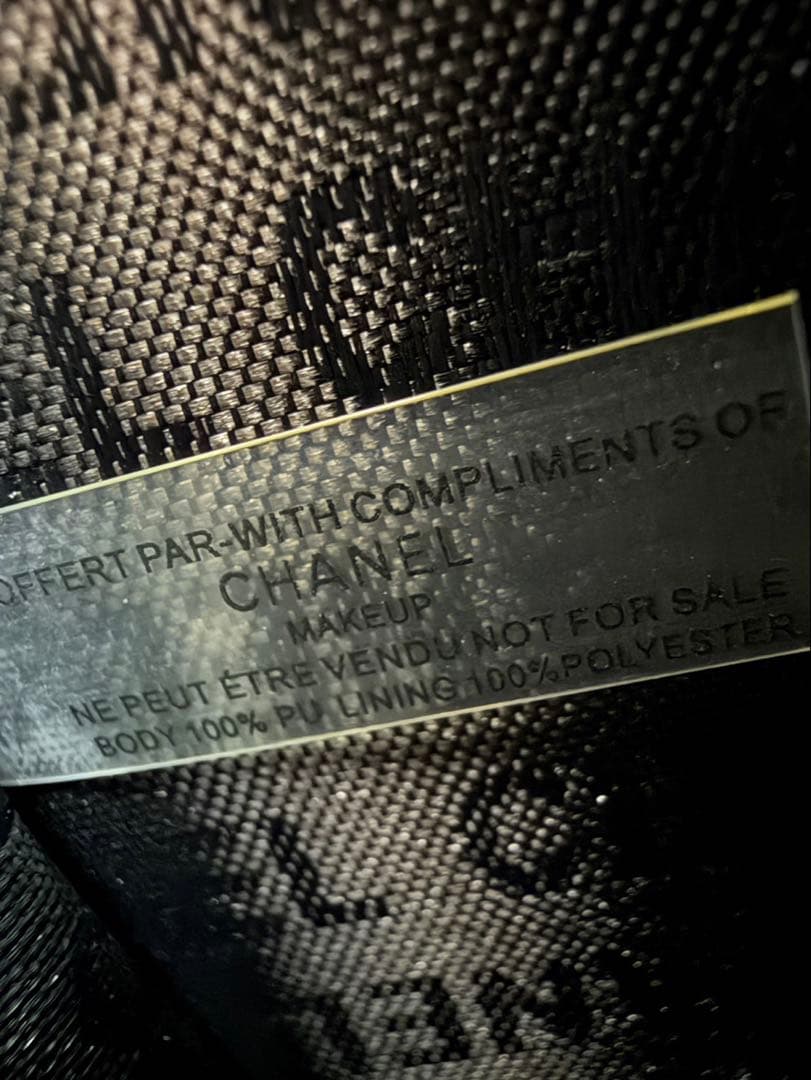 OFFERT PAR-WITH COMPLIMENTS OF
CHANEL
MAKEUP
NE PEUT ÊTRE VENDU NOT FOR SALE
BODY 100% PU LINING 100%POLYESTER